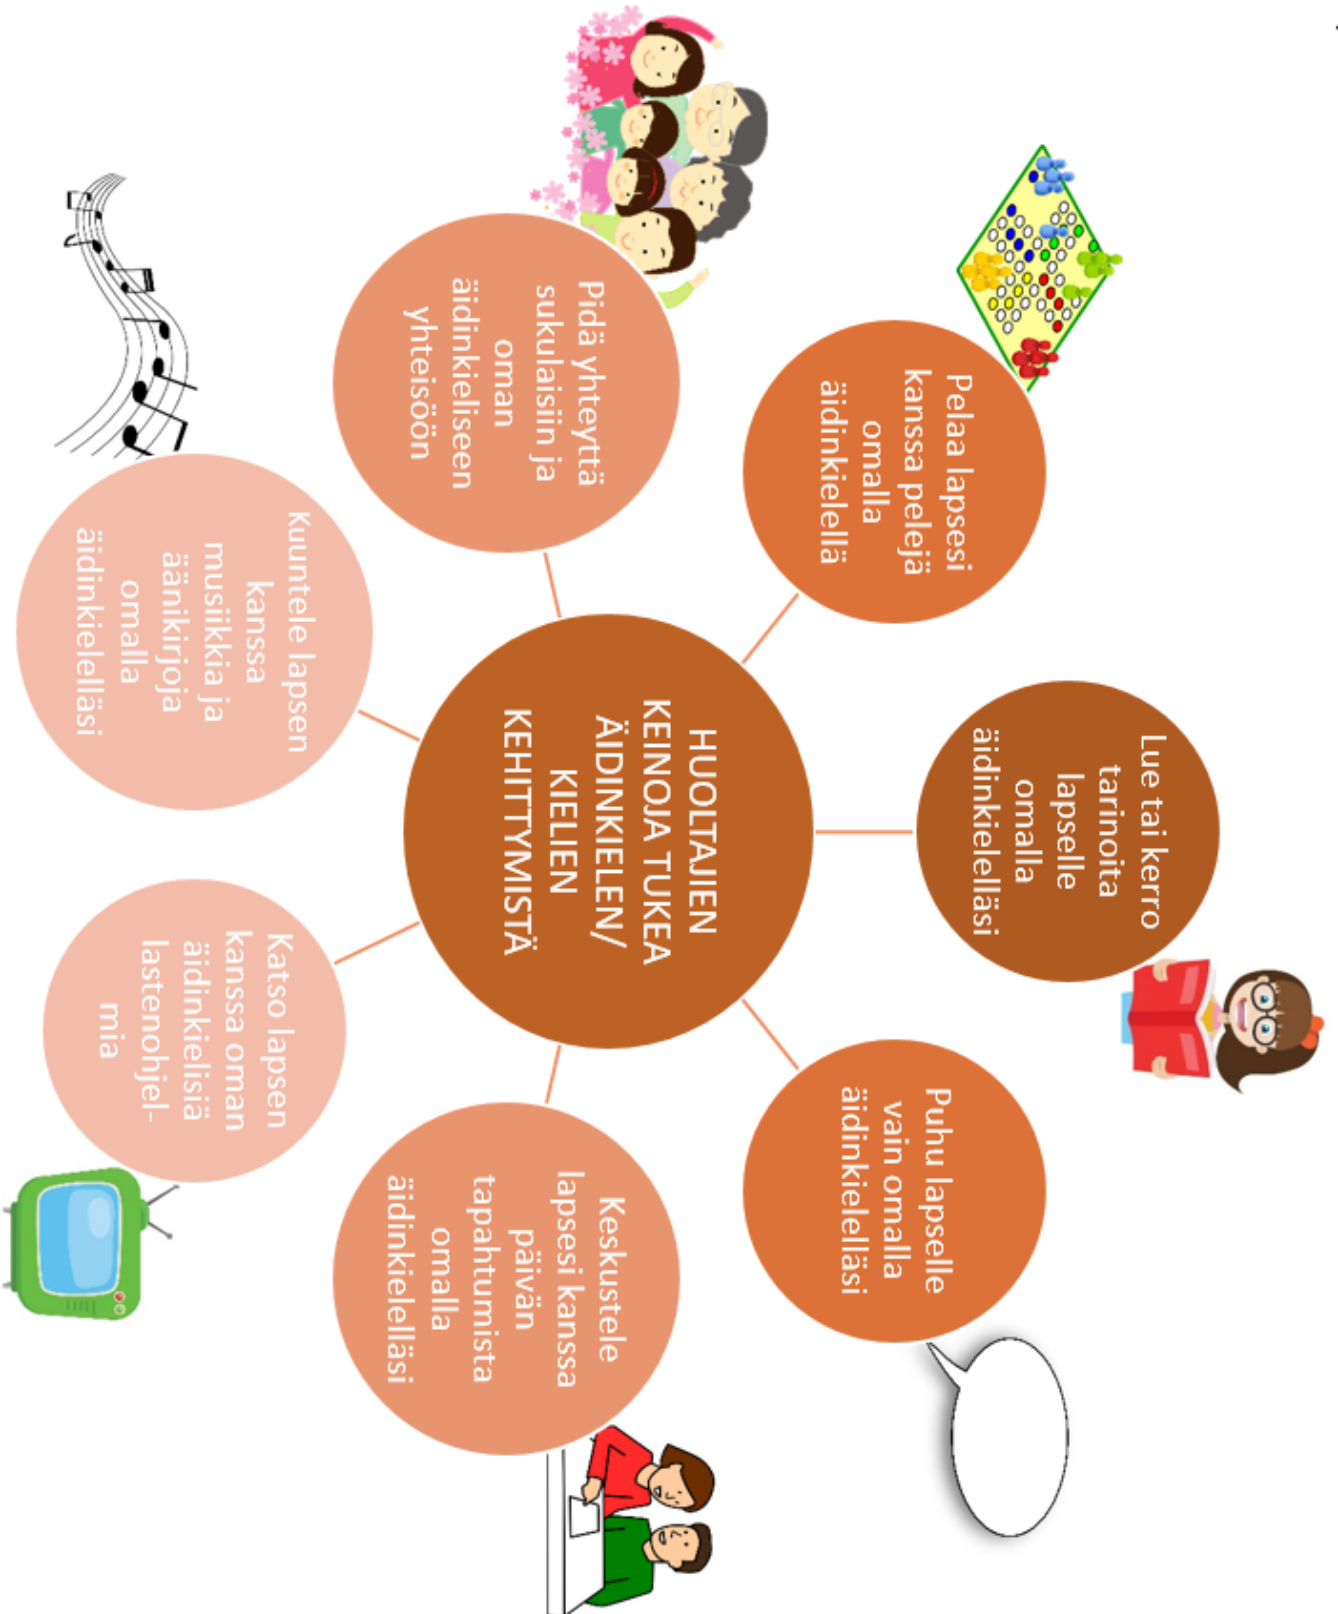 HUOLTAJIEN
KEINOJA TUKEA
ÄIDINKIELEN/
KIELIEN
KEHITTYMISTÄ
Lue tai kerro
tarinoita
lapselle
omalla
äidinkielelläsi
Puhu lapselle
vain omalla
äidinkielelläsi
Keskustele
lapsesi kanssa
päivän
tapahtumista
omalla
äidinkielelläsi
Katso lapsen
kanssa oman
äidinkielisiä
lastenohjel-
mia
Kuuntele lapsen
kanssa
musiikkia ja
äänikirjoja
omalla
äidinkielelläsi
Pidä yhteyttä
sukulaisiin ja
oman
äidinkieliseen
yhteisöön
Pelaa lapsesi
kanssa pelejä
omalla
äidinkielellä